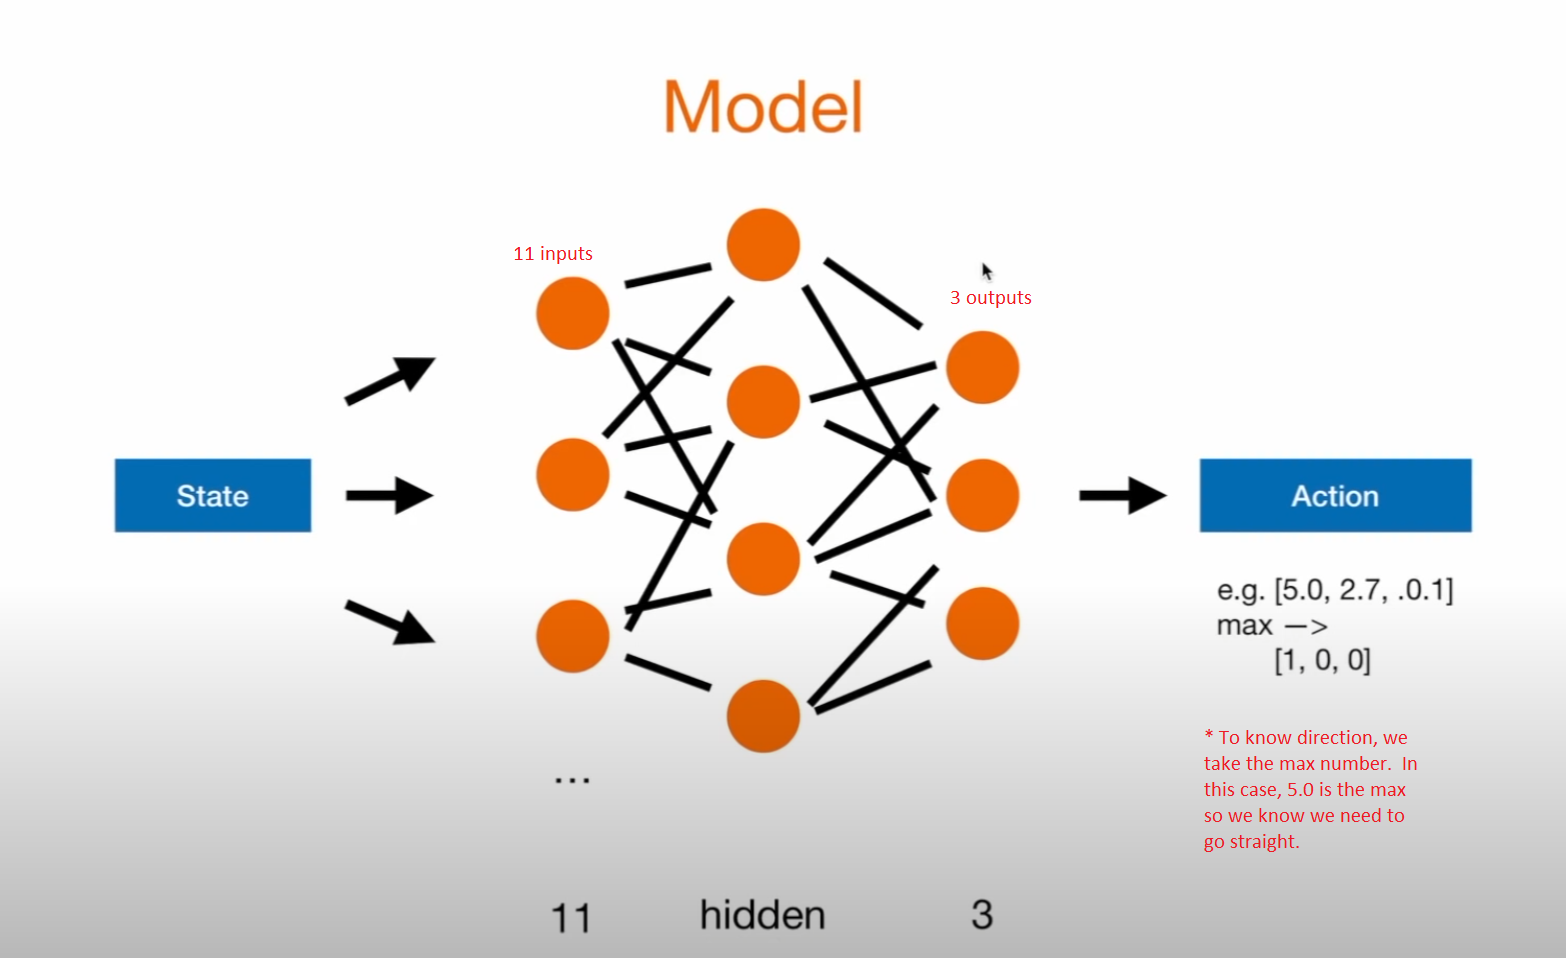 Model
11 inputs
3 outputs
State
Action
e.g. [5.0, 2.7, .0.1]
max —>
[1, 0, 0]
* To know direction, we
take the max number.  In
this case, 5.0 is the max
so we know we need to
go straight.
...
11
hidden
3